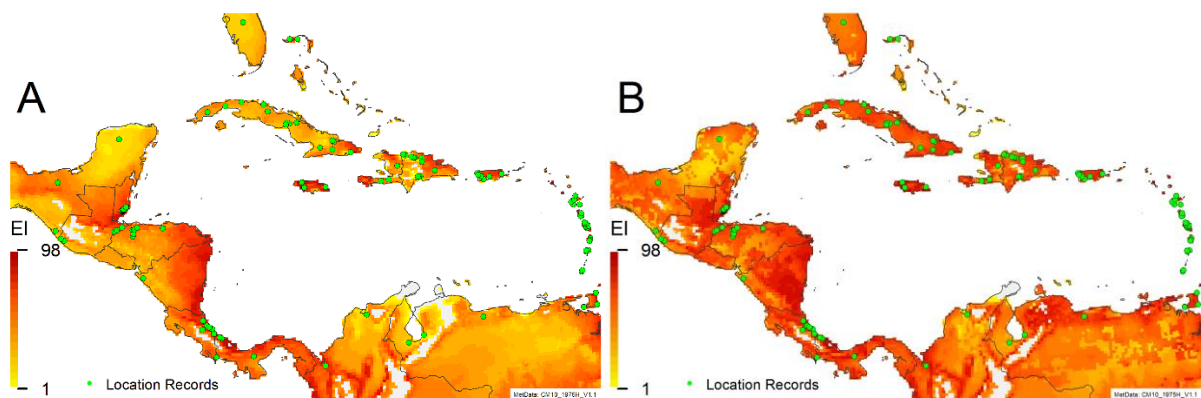 A
EI
98
1
Location Records
MetData: CM10_1975H_V1.1
B
EI
98
1
Location Records
MetData: CM10_1975H_V1.1